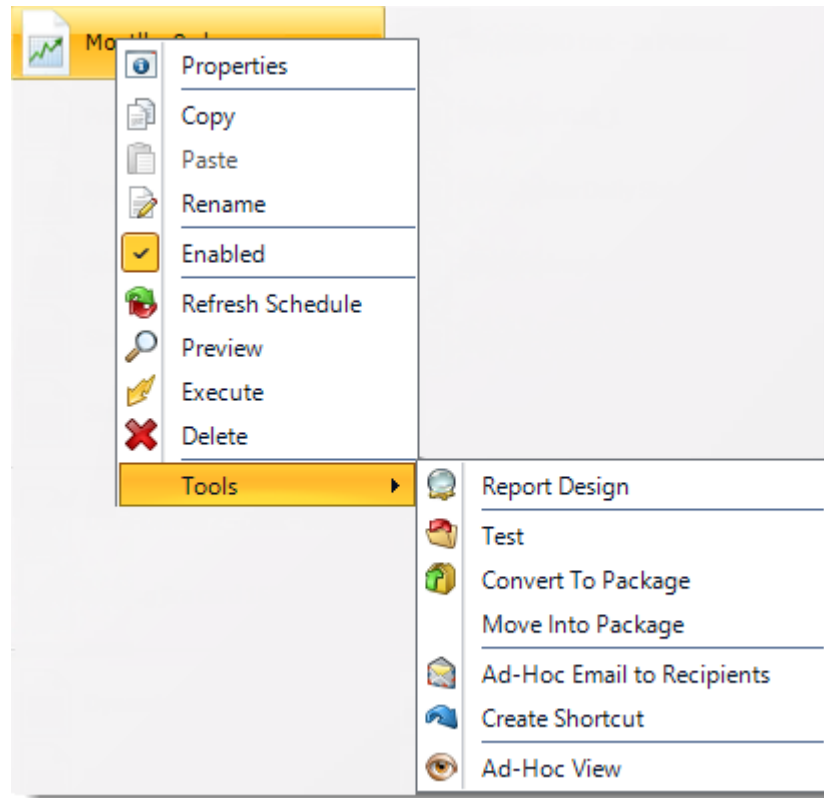 Properties
Copy
Paste
Rename
Enabled
Refresh Schedule
Preview
Execute
Delete
Tools
Report Design
Test
Convert To Package
Move Into Package
Ad-Hoc Email to Recipients
Create Shortcut
Ad-Hoc View